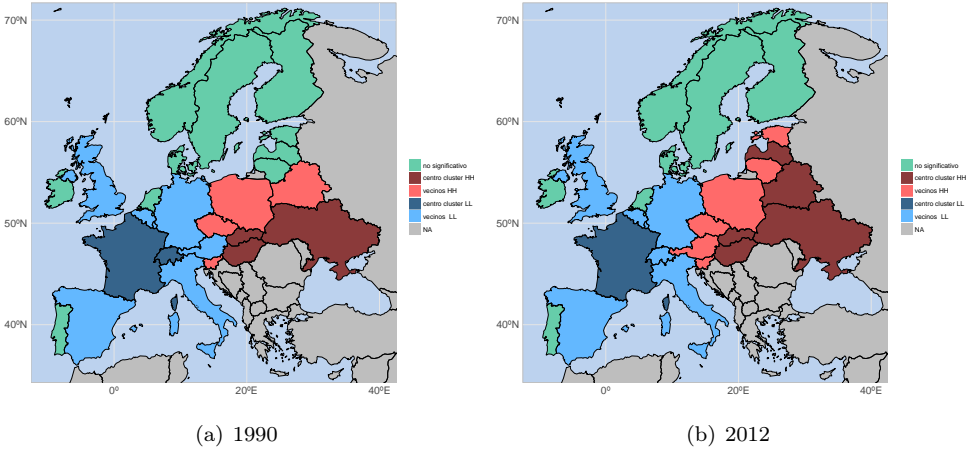 70ºN
60ºN
50ºN
40ºN
0º
20ºE
40ºE
no significativo
centro cluster HH
vecinos HH
centro cluster LL
vecinos LL
NA
(a) 1990
70ºN
60ºN
50ºN
40ºN
0º
20ºE
40ºE
no significativo
centro cluster HH
vecinos HH
centro cluster LL
vecinos LL
NA
(b) 2012